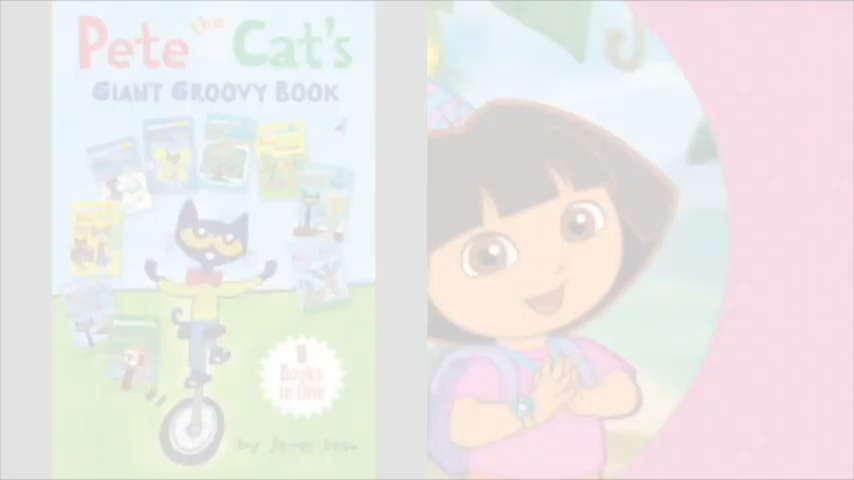 Pete the Cat's
GIANT GROOVY BOOK
8
Books
in One
by James Dean